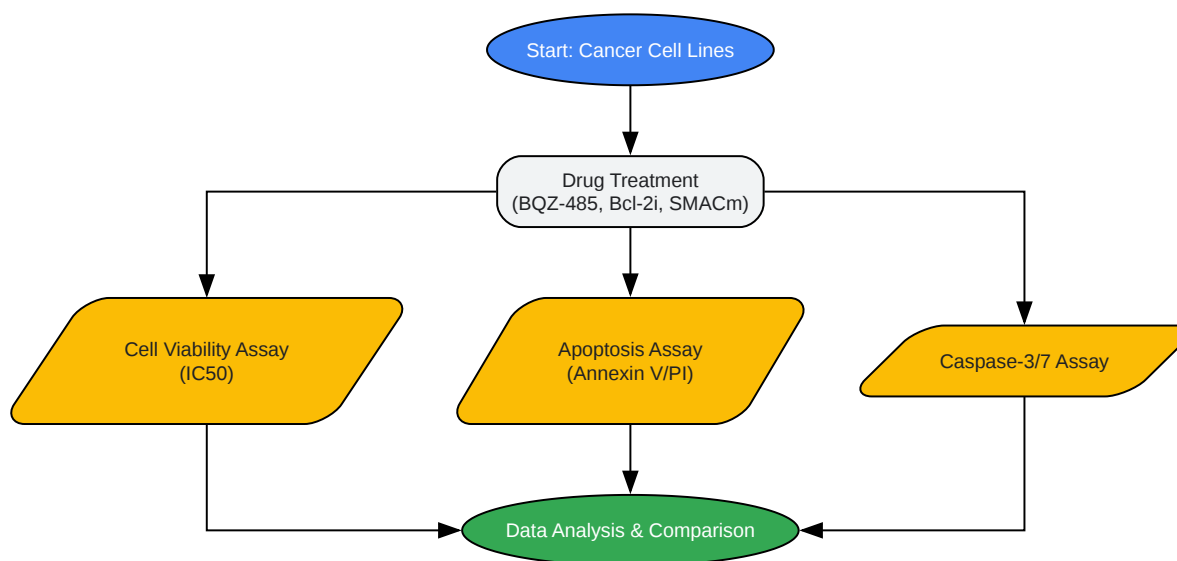 Start: Cancer Cell Lines
Drug Treatment
(BQZ-485, Bcl-2i, SMACm)
Cell Viability Assay
(IC50)
Apoptosis Assay
(Annexin V/PI)
Caspase-3/7 Assay
Data Analysis & Comparison